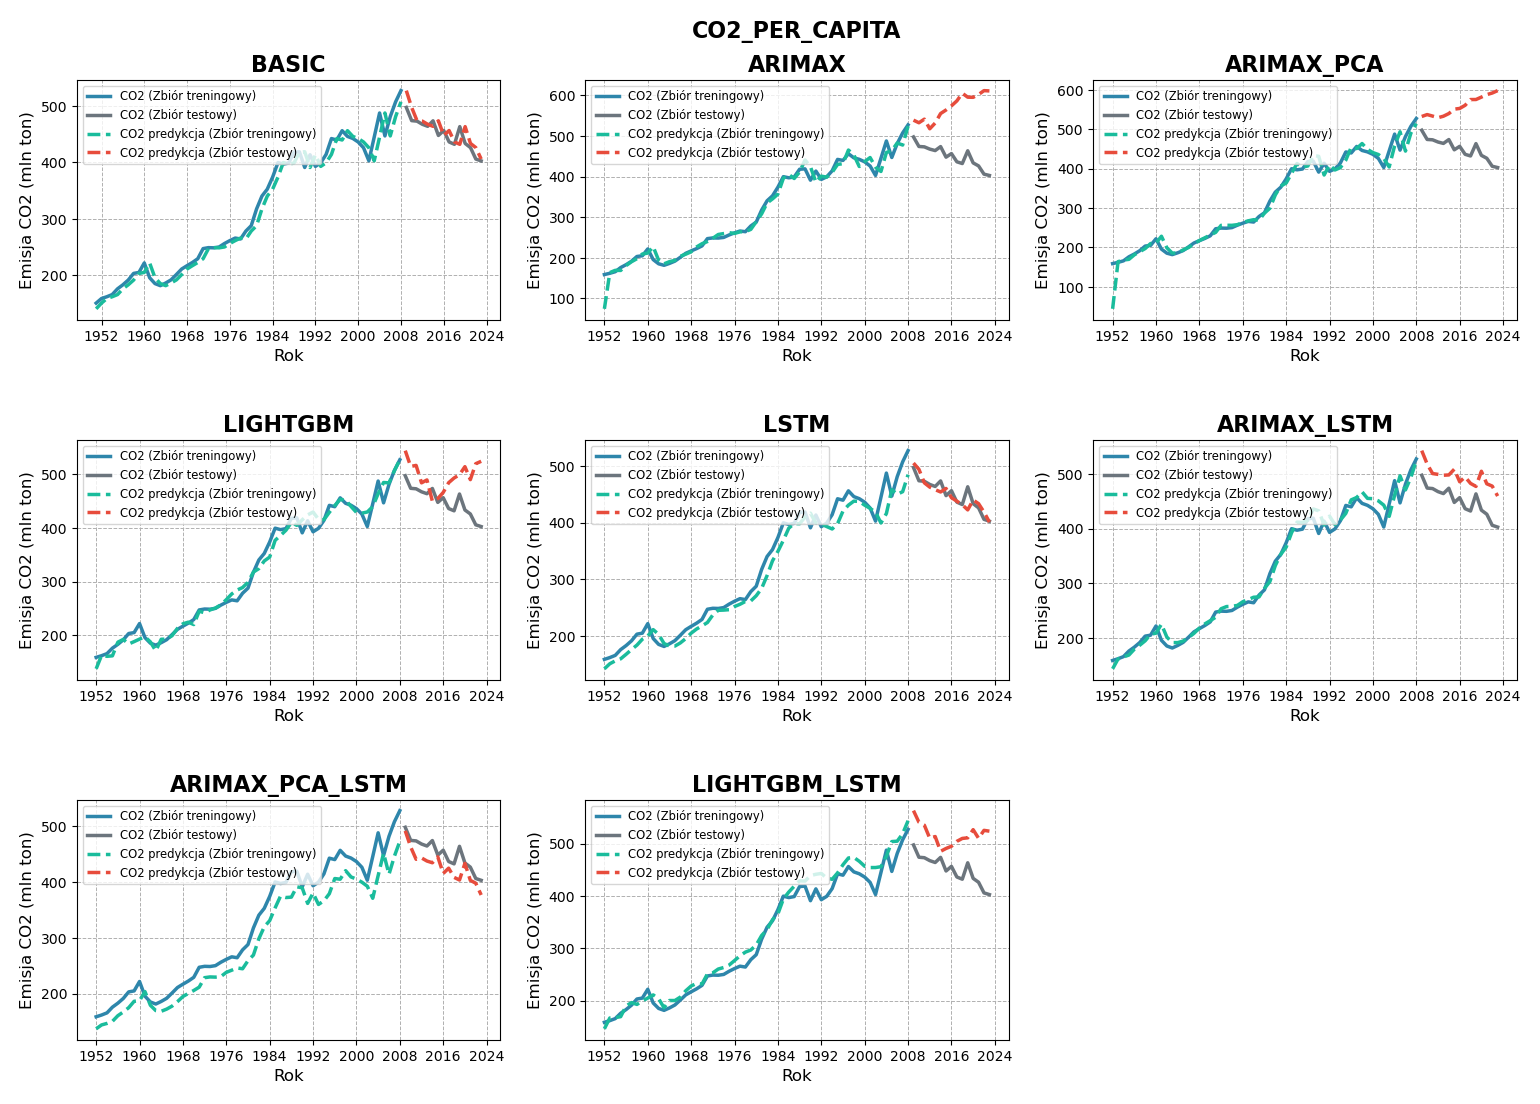 CO2_PER_CAPITA
BASIC
Emisja CO2 (mln ton)
500
400
300
200
CO2 (Zbiór treningowy)
CO2 (Zbiór testowy)
CO2 predykcja (Zbiór treningowy)
CO2 predykcja (Zbiór testowy)
1952 1960 1968 1976 1984 1992 2000 2008 2016 2024
Rok
ARIMAX
Emisja CO2 (mln ton)
600
500
400
300
200
100
CO2 (Zbiór treningowy)
CO2 (Zbiór testowy)
CO2 predykcja (Zbiór treningowy)
CO2 predykcja (Zbiór testowy)
1952 1960 1968 1976 1984 1992 2000 2008 2016 2024
Rok
ARIMAX_PCA
Emisja CO2 (mln ton)
600
500
400
300
200
100
CO2 (Zbiór treningowy)
CO2 (Zbiór testowy)
CO2 predykcja (Zbiór treningowy)
CO2 predykcja (Zbiór testowy)
1952 1960 1968 1976 1984 1992 2000 2008 2016 2024
Rok
LIGHTGBM
Emisja CO2 (mln ton)
500
400
300
200
CO2 (Zbiór treningowy)
CO2 (Zbiór testowy)
CO2 predykcja (Zbiór treningowy)
CO2 predykcja (Zbiór testowy)
1952 1960 1968 1976 1984 1992 2000 2008 2016 2024
Rok
LSTM
Emisja CO2 (mln ton)
500
400
300
200
CO2 (Zbiór treningowy)
CO2 (Zbiór testowy)
CO2 predykcja (Zbiór treningowy)
CO2 predykcja (Zbiór testowy)
1952 1960 1968 1976 1984 1992 2000 2008 2016 2024
Rok
ARIMAX_LSTM
Emisja CO2 (mln ton)
500
400
300
200
CO2 (Zbiór treningowy)
CO2 (Zbiór testowy)
CO2 predykcja (Zbiór treningowy)
CO2 predykcja (Zbiór testowy)
1952 1960 1968 1976 1984 1992 2000 2008 2016 2024
Rok
ARIMAX_PCA_LSTM
Emisja CO2 (mln ton)
500
400
300
200
CO2 (Zbiór treningowy)
CO2 (Zbiór testowy)
CO2 predykcja (Zbiór treningowy)
CO2 predykcja (Zbiór testowy)
1952 1960 1968 1976 1984 1992 2000 2008 2016 2024
Rok
LIGHTGBM_LSTM
Emisja CO2 (mln ton)
500
400
300
200
CO2 (Zbiór treningowy)
CO2 (Zbiór testowy)
CO2 predykcja (Zbiór treningowy)
CO2 predykcja (Zbiór testowy)
1952 1960 1968 1976 1984 1992 2000 2008 2016 2024
Rok